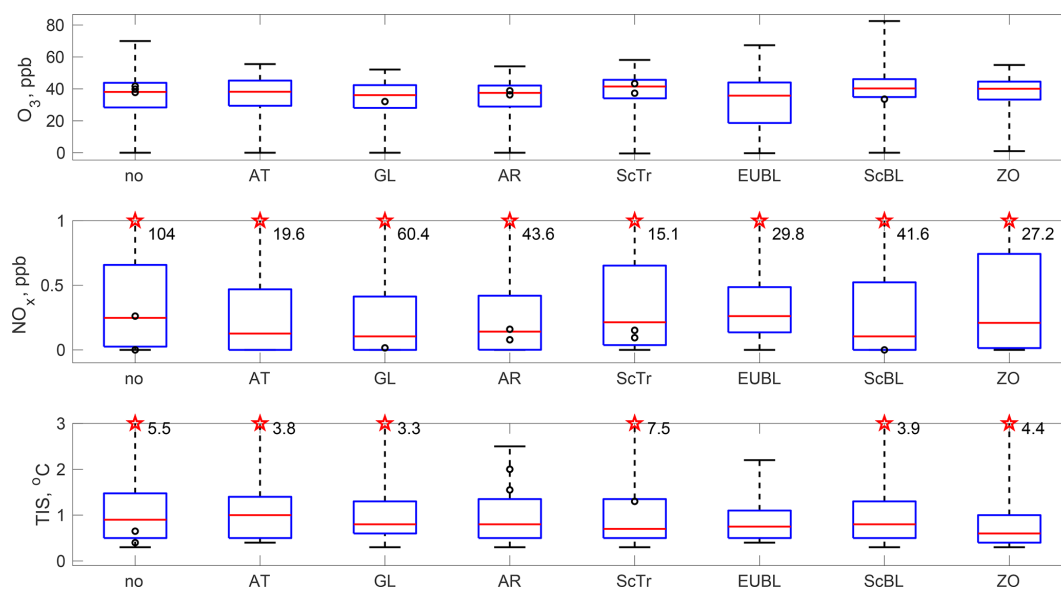 O3, ppb
80
60
40
20
0
no AT GL AR ScTr EUBL ScBL ZO
NOx, ppb
1
0.5
0
104 19.6 60.4 43.6 15.1 29.8 41.6 27.2
no AT GL AR ScTr EUBL ScBL ZO
TIS, °C
3
2
1
0
5.5 3.8 3.3 7.5 3.9 4.4
no AT GL AR ScTr EUBL ScBL ZO